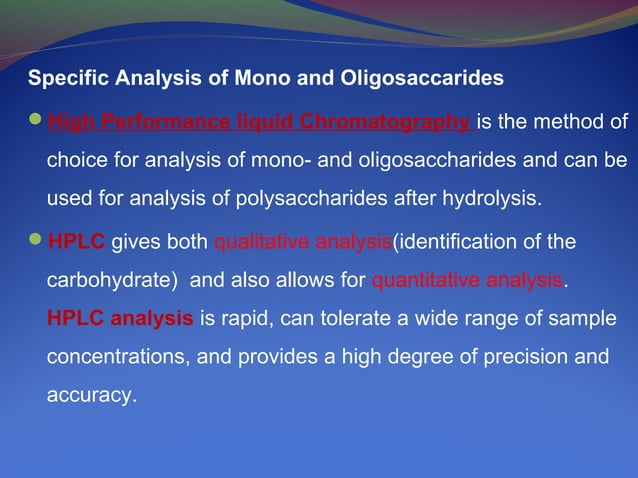 Specific Analysis of Mono and Oligosaccarides
High Performance liquid Chromatography is the method of
choice for analysis of mono- and oligosaccharides and can be
used for analysis of polysaccharides after hydrolysis.
HPLC gives both qualitative analysis(identification of the
carbohydrate) and also allows for quantitative analysis.
HPLC analysis is rapid, can tolerate a wide range of sample
concentrations, and provides a high degree of precision and
accuracy.